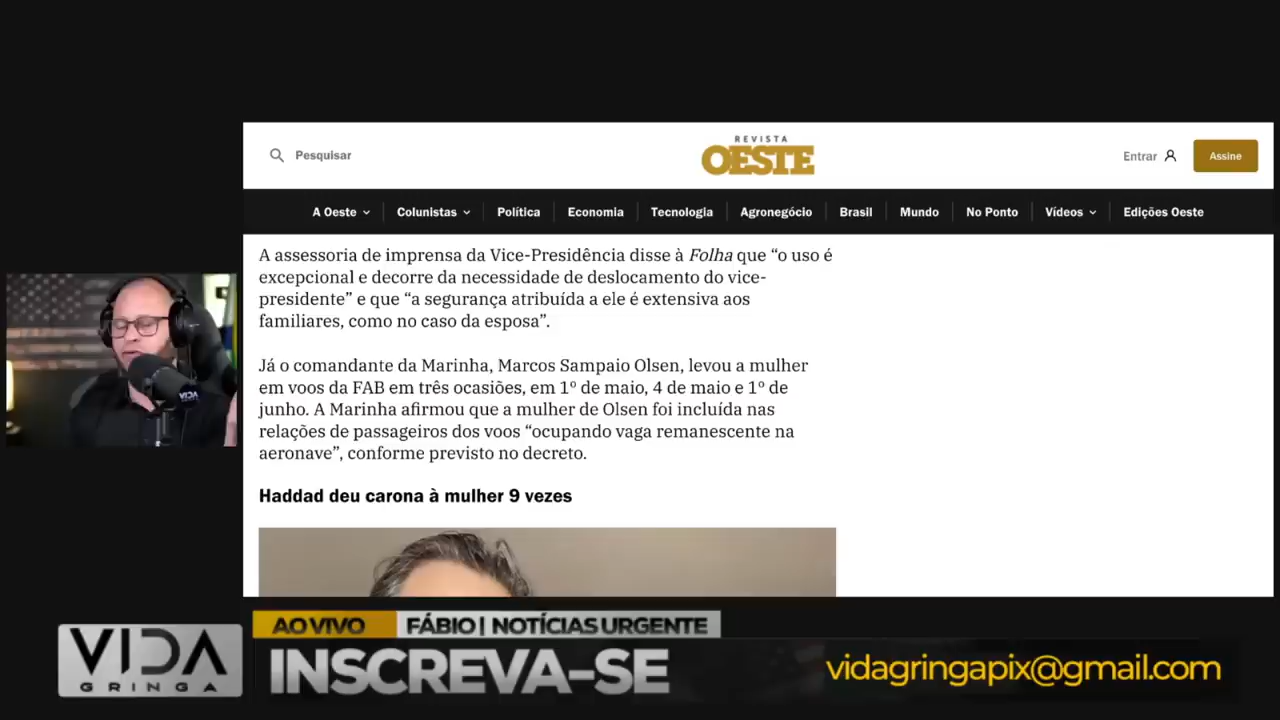 REVISTA
OESTE
Pesquisar
Entrar
Assine
A Oeste
Colunistas
Política
Economia
Tecnologia
Agronegócio
Brasil
Mundo
No Ponto
Vídeos
Edições Oeste
A assessoria de imprensa da Vice-Presidência disse à Folha que “o uso é
excepcional e decorre da necessidade de deslocamento do vice-
presidente” e que “a segurança atribuída a ele é extensiva aos
familiares, como no caso da esposa”.
Já o comandante da Marinha, Marcos Sampaio Olsen, levou a mulher
em voos da FAB em três ocasiões, em 1º de maio, 4 de maio e 1º de
junho. A Marinha afirmou que a mulher de Olsen foi incluída nas
relações de passageiros dos voos “ocupando vaga remanescente na
aeronave”, conforme previsto no decreto.
Haddad deu carona à mulher 9 vezes
VIDA
VIDA
GRINGA
AO VIVO
FÁBIO | NOTÍCIAS URGENTE
INSCREVA-SE
vidagringapix@gmail.com